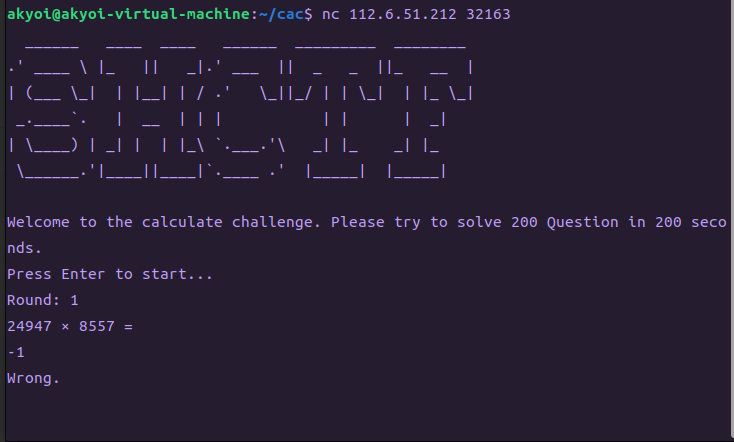 akyoi@akyoi-virtual-machine:~/cac$ nc 112.6.51.212 32163
  ______   ____  ____   ______  _________  ________
.' ____ \ |_   ||   _|.' ___  ||  _   _  ||_   __  |
| (___ \_|  | |__| | / .'   \_||_/ | | \_|  | |_ \_|
 _.____`.   |  __  | | |           | |      |  _|
| \____) | _| |  | |_\ `.___.'\   _| |_    _| |_
 \______.'|____||____|`.____ .'  |_____|  |_____|
Welcome to the calculate challenge. Please try to solve 200 Question in 200 seco
nds.
Press Enter to start...
Round: 1
24947 × 8557 =
-1
Wrong.